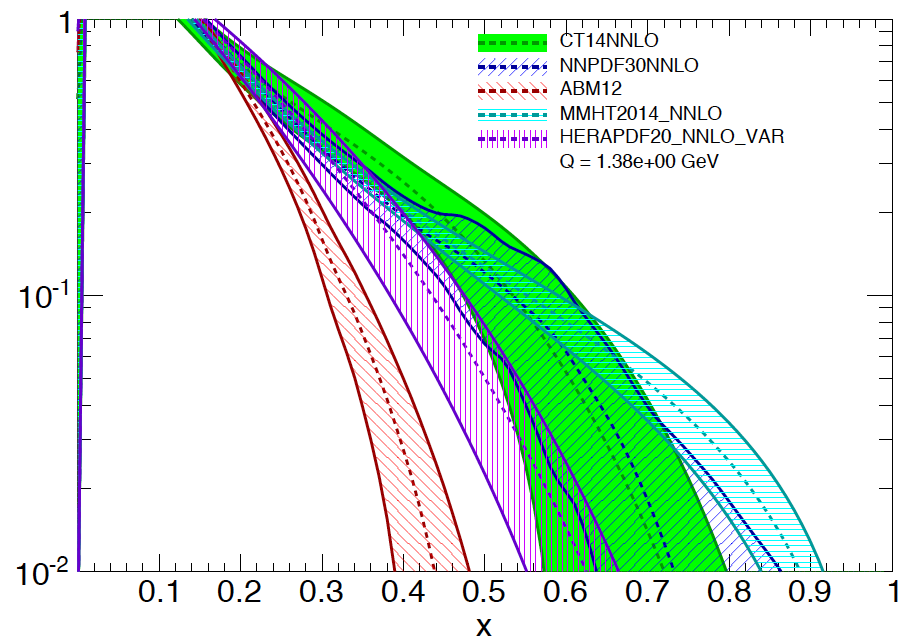 1
CT14NNLO
NNPDF30NNLO
ABM12
MMHT2014_NNLO
HERAPDF20_NNLO_VAR
Q = 1.38e+00 GeV
10⁻¹
10⁻²
0.1 0.2 0.3 0.4 0.5 0.6 0.7 0.8 0.9 1
x